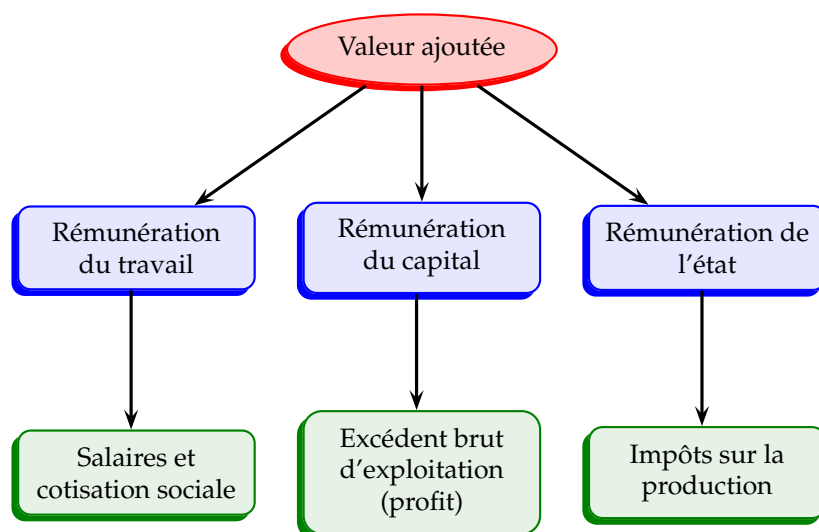 Valeur ajoutée
Rémunération
du travail
Rémunération
du capital
Rémunération de
l'état
Salaires et
cotisation sociale
Excédent brut
d'exploitation
(profit)
Impôts sur la
production